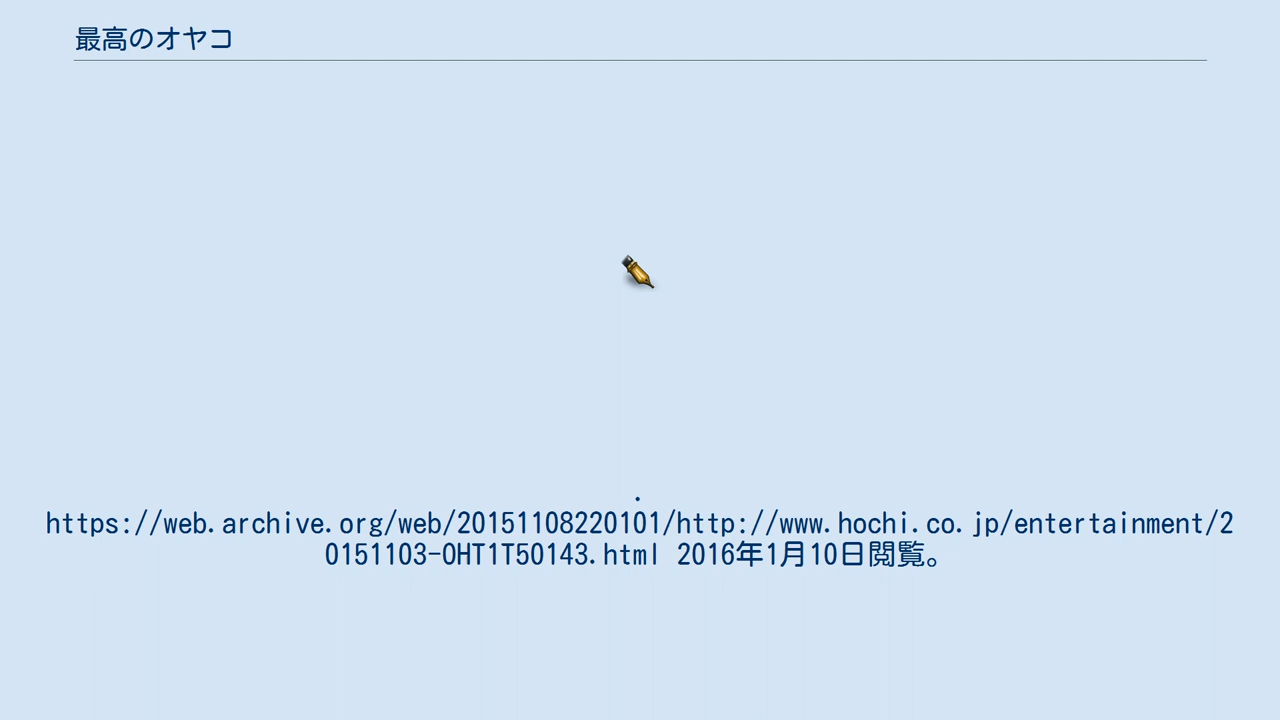 最高のオヤコ
.
https://web.archive.org/web/20151108220101/http://www.hochi.co.jp/entertainment/2
0151103-OHT1T50143.html 2016年1月10日閲覧。